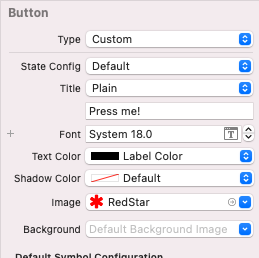 Button
Type Custom
State Config Default
Title Plain
Press me!
+ Font System 18.0 T
Text Color Label Color
Shadow Color Default
Image RedStar
Background Default Background Image
Default Symbol Configuration